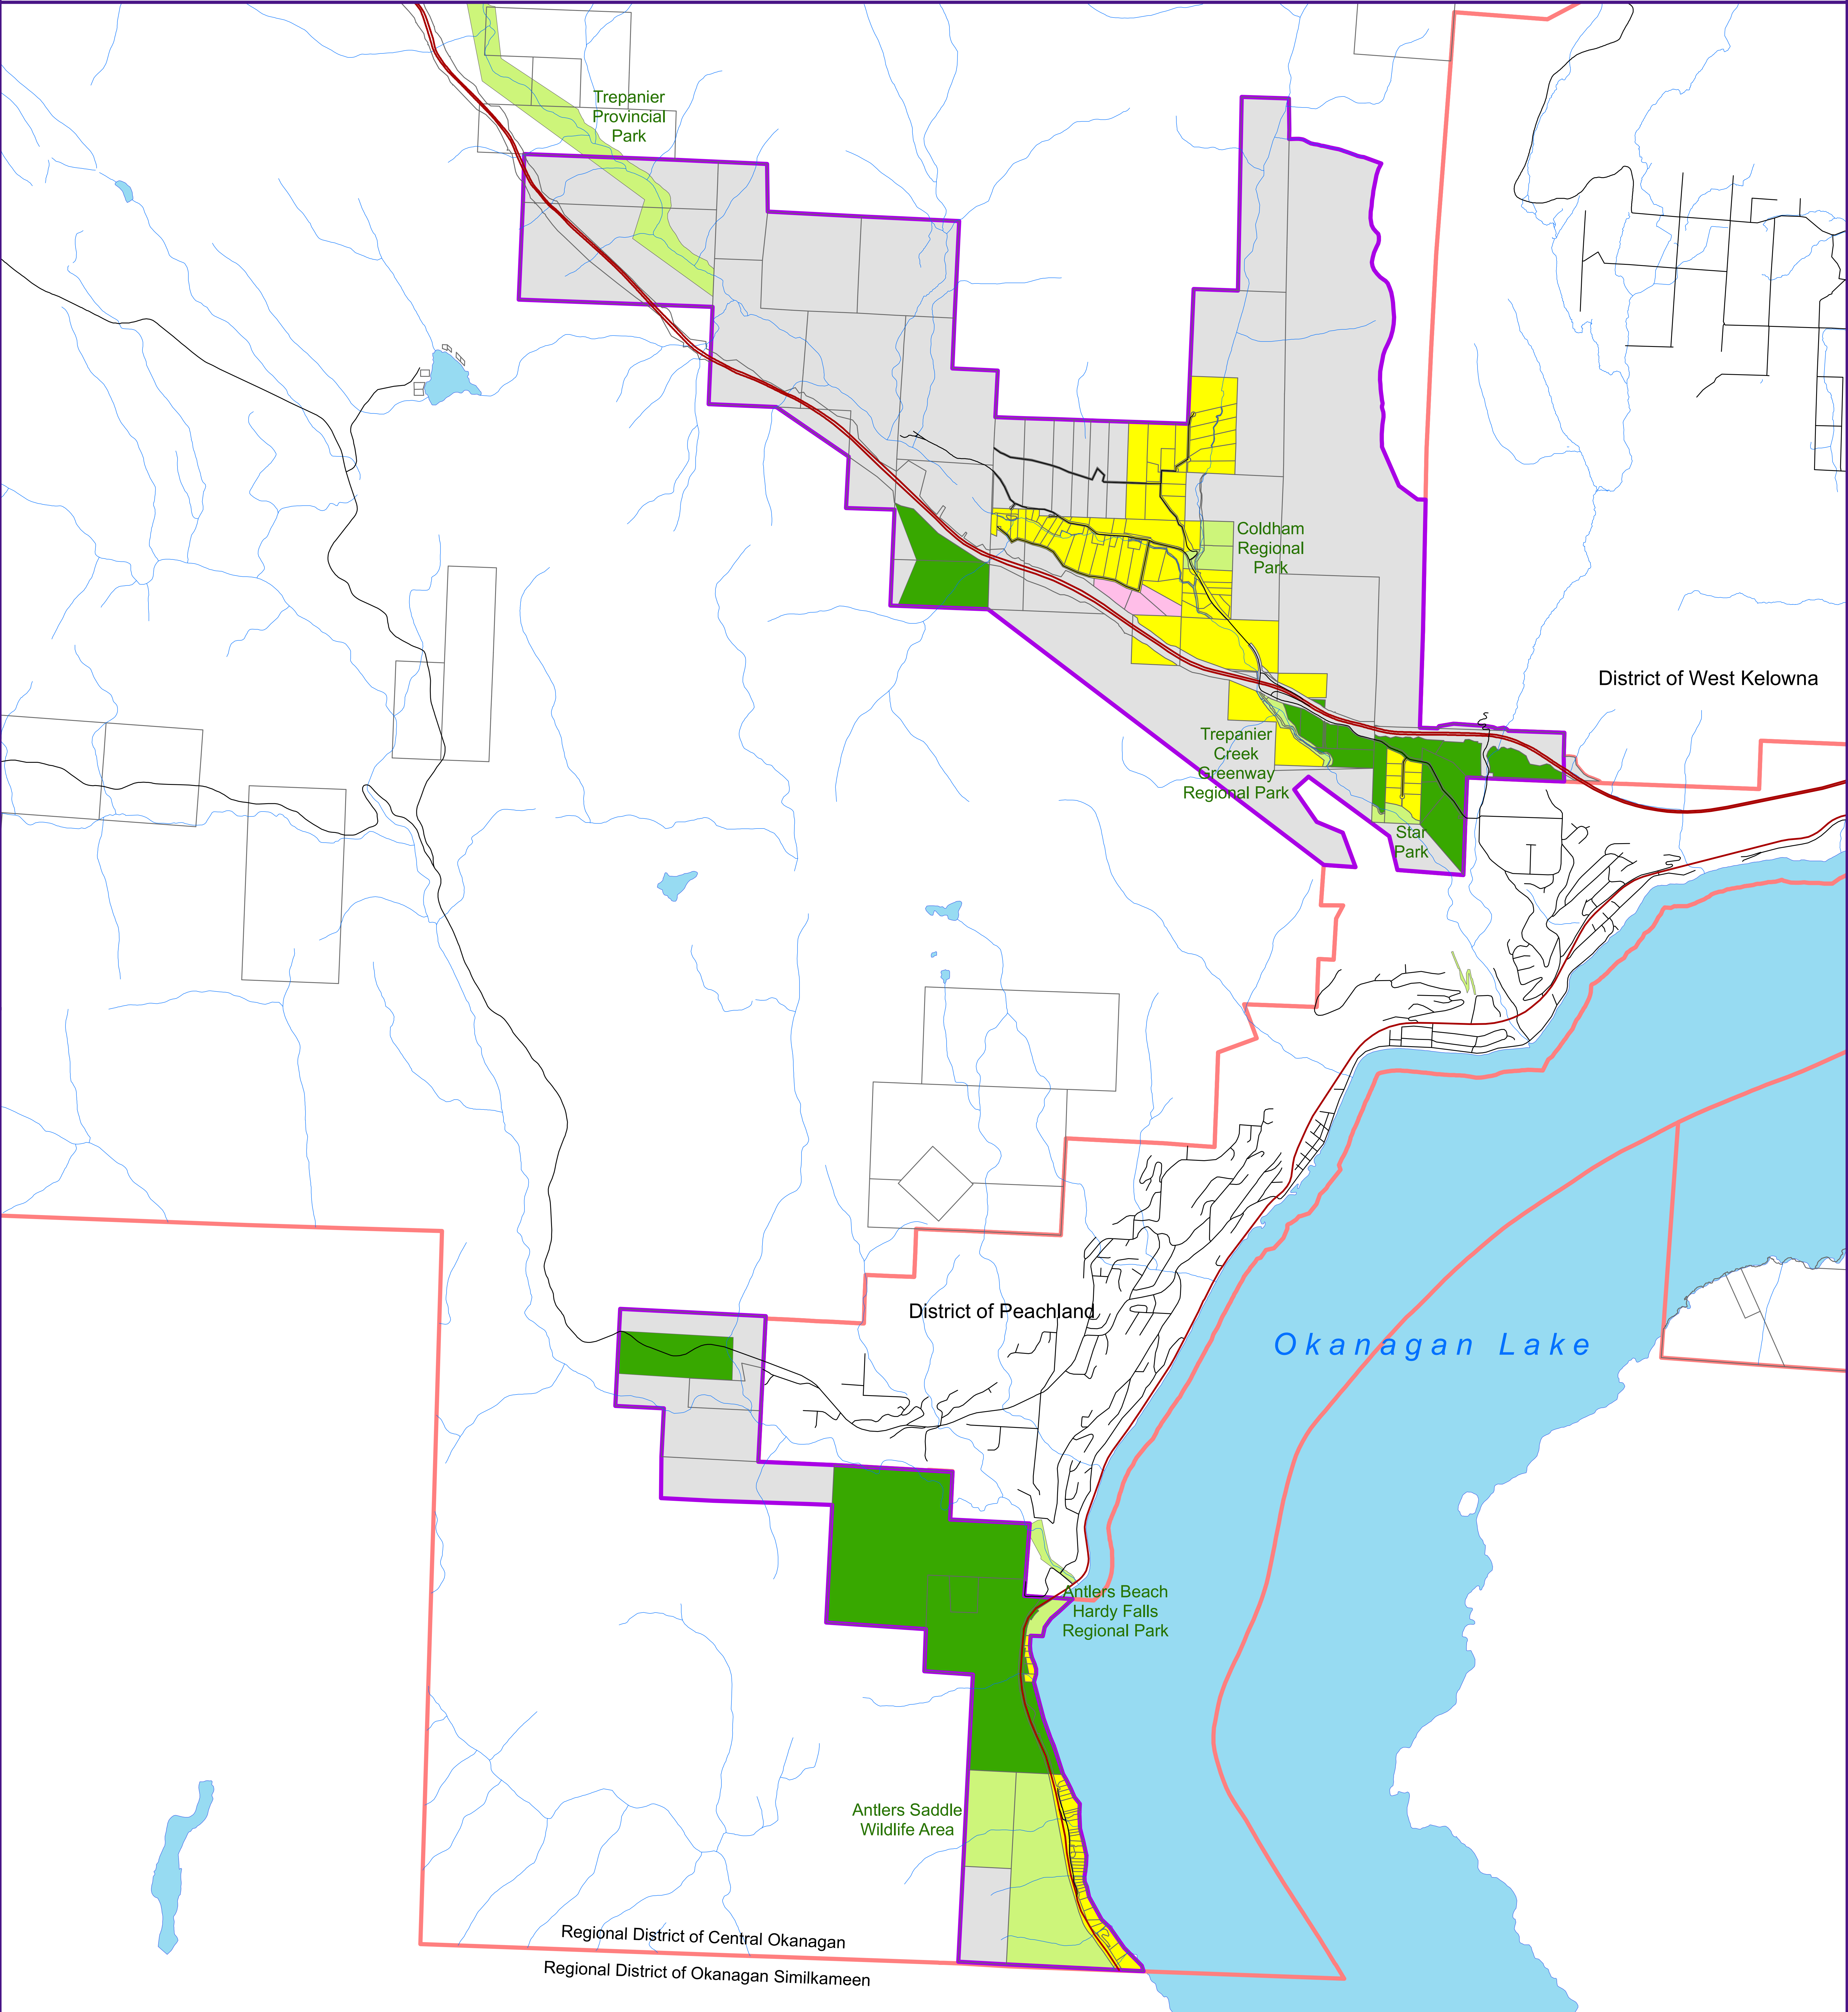 Trepanier
Provincial
Park
Coldham
Regional
Park
District of West Kelowna
Trepanier
Creek
Greenway
Regional Park
Star
Park
District of Peachland
Okanagan Lake
Antlers Beach
Hardy Falls
Regional Park
Antlers Saddle
Wildlife Area
Regional District of Central Okanagan
Regional District of Okanagan Similkameen